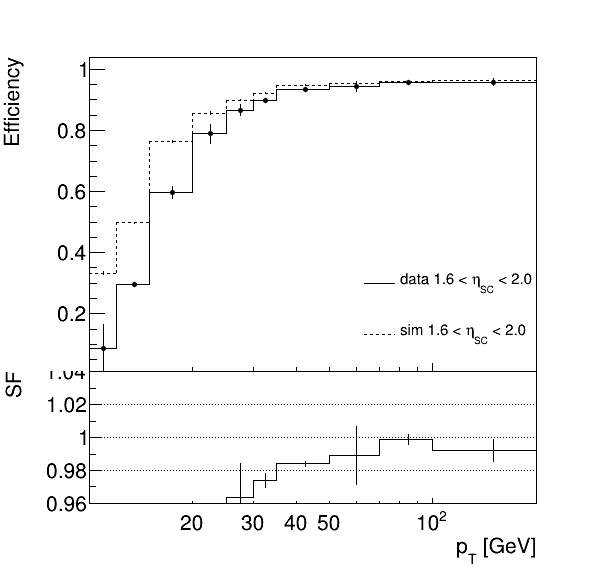 Efficiency
1
0.8
0.6
0.4
0.2
data 1.6 < η_SC < 2.0
sim 1.6 < η_SC < 2.0
SF
1.04
1.02
1
0.98
0.96
20 30 40 50 10²
p_T [GeV]